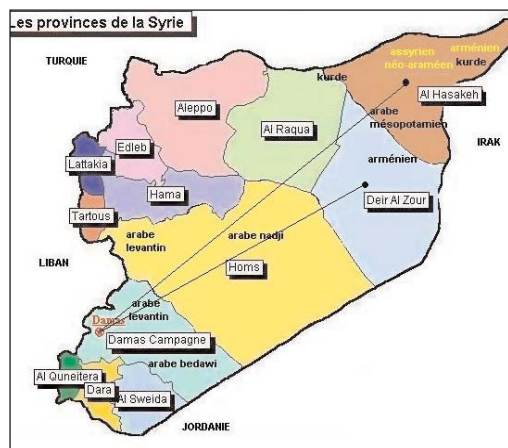 Les provinces de la Syrie
TURQUIE
assyrien
néo-araméen
arménien
kurde
kurde
Al Hasakeh
Aleppo
Al Raqua
arabe
mésopotamien
IRAK
Edleb
Lattakia
arménien
Hama
Deir Al Zour
Tartous
arabe
levantin
arabe nadji
LIBAN
Homs
arabe
levantin
Damas
Damas Campagne
arabe bedawi
Al Quneitera
Dara
Al Sweida
JORDANIE